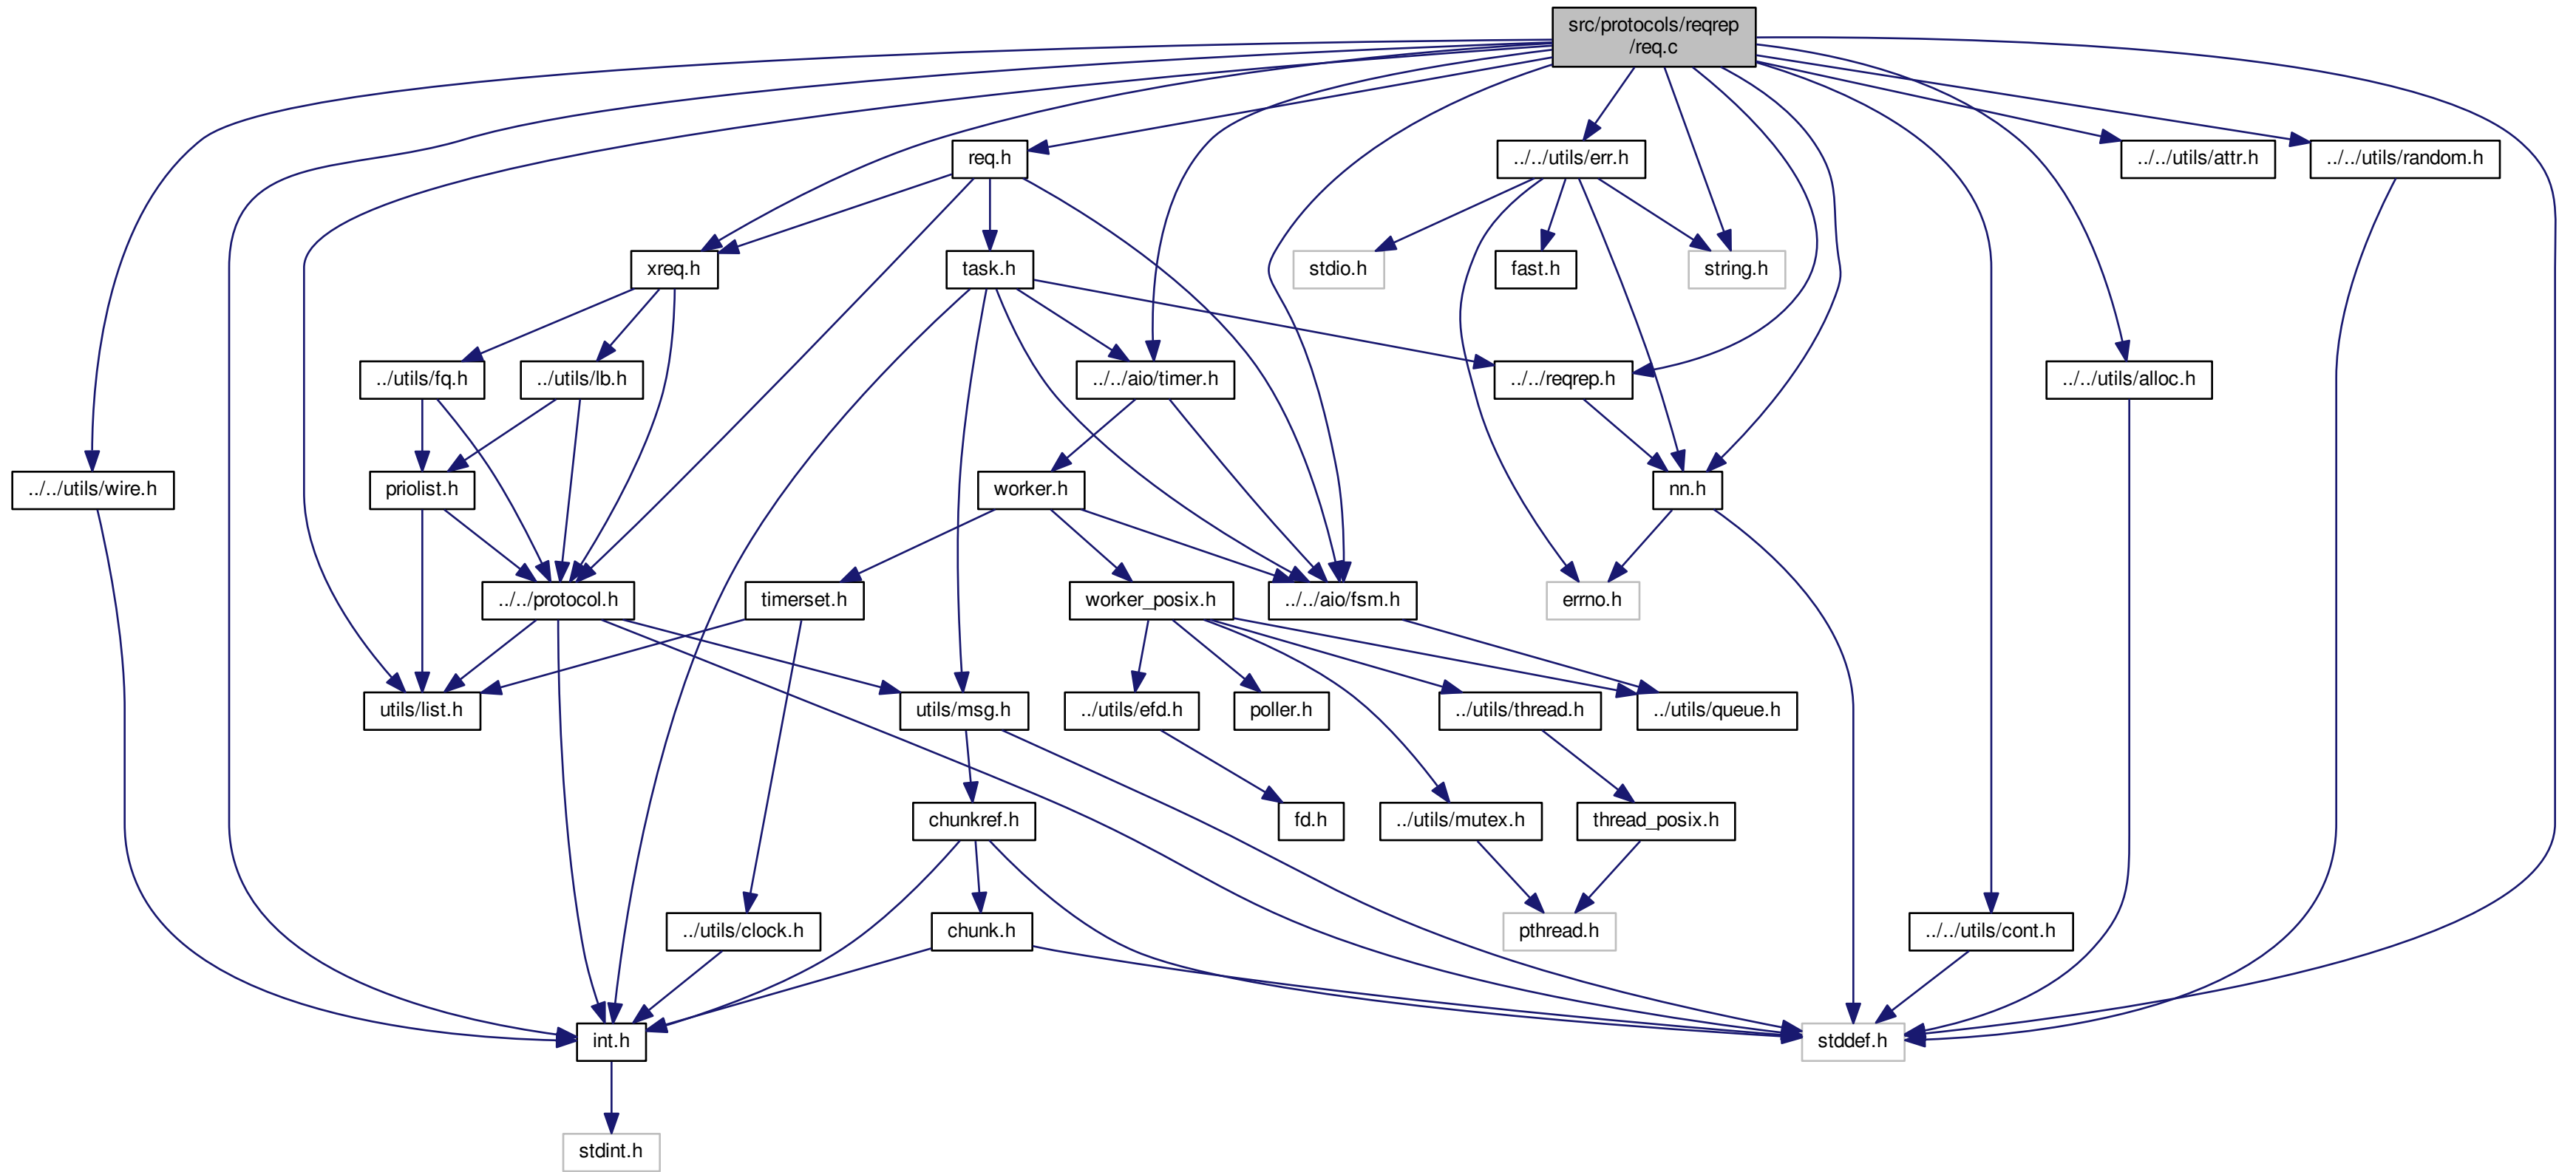 src/protocols/reqrep
/req.c
req.h
../../utils/err.h
../../utils/attr.h
../../utils/random.h
xreq.h
task.h
stdio.h
fast.h
string.h
../utils/fq.h
../utils/lb.h
../../aio/timer.h
../../reqrep.h
../../utils/alloc.h
../../utils/wire.h
priolist.h
worker.h
nn.h
../../protocol.h
timerset.h
worker_posix.h
../../aio/fsm.h
errno.h
utils/list.h
utils/msg.h
../utils/efd.h
poller.h
../utils/thread.h
../utils/queue.h
chunkref.h
fd.h
../utils/mutex.h
thread_posix.h
../utils/clock.h
chunk.h
pthread.h
../../utils/cont.h
int.h
stddef.h
stdint.h